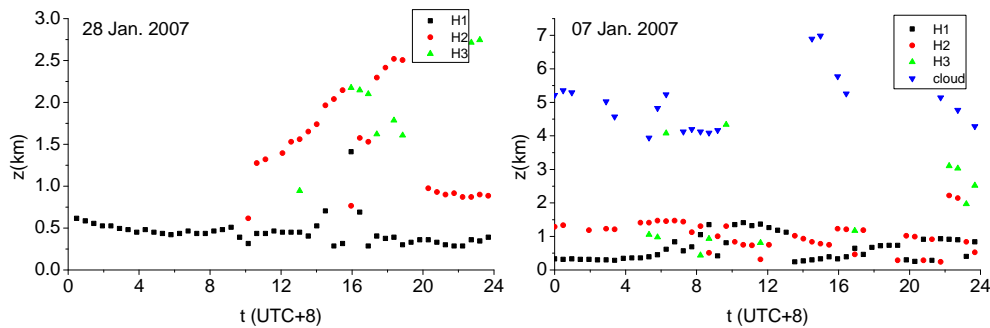 28 Jan. 2007
H1
H2
H3
z(km)
3.0
2.5
2.0
1.5
1.0
0.5
0.0
0 4 8 12 16 20 24
t (UTC+8)
07 Jan. 2007
H1
H2
H3
cloud
z(km)
7
6
5
4
3
2
1
0
0 4 8 12 16 20 24
t (UTC+8)